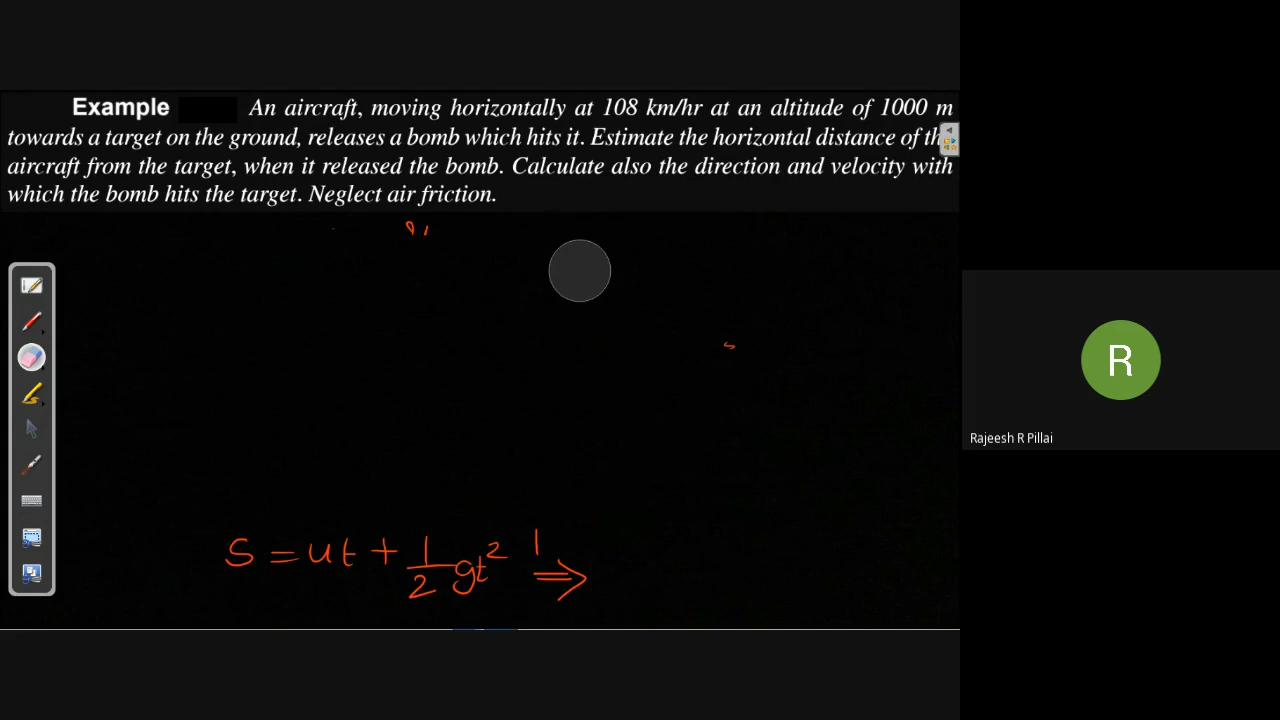 Example An aircraft, moving horizontally at 108 km/hr at an altitude of 1000 m
towards a target on the ground, releases a bomb which hits it. Estimate the horizontal distance of th
aircraft from the target, when it released the bomb. Calculate also the direction and velocity with
which the bomb hits the target. Neglect air friction.
S = ut + 1/2 gt² ⇒
R
Rajeesh R Pillai